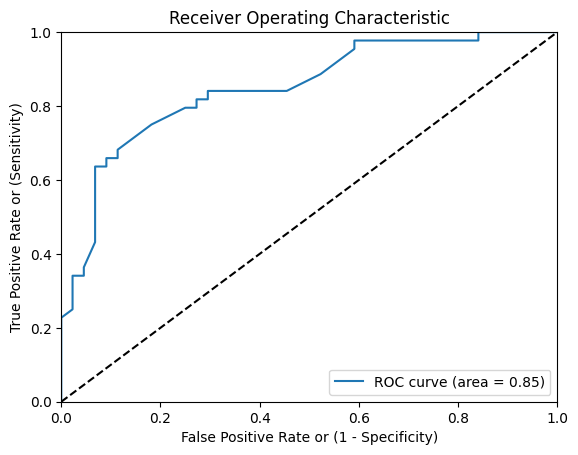 Receiver Operating Characteristic
True Positive Rate or (Sensitivity)
1.0
0.8
0.6
0.4
0.2
0.0
ROC curve (area = 0.85)
0.0 0.2 0.4 0.6 0.8 1.0
False Positive Rate or (1 - Specificity)